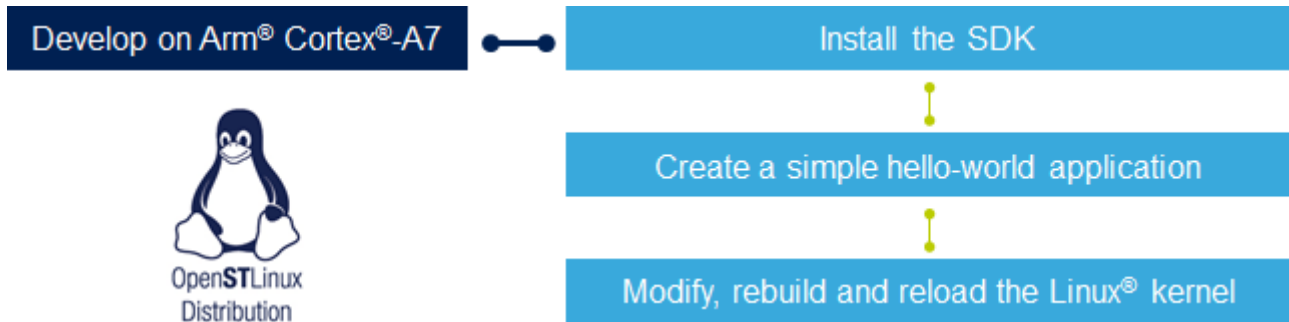 Develop on Arm® Cortex®-A7
Install the SDK
Create a simple hello-world application
OpenSTLinux
Distribution
Modify, rebuild and reload the Linux® kernel